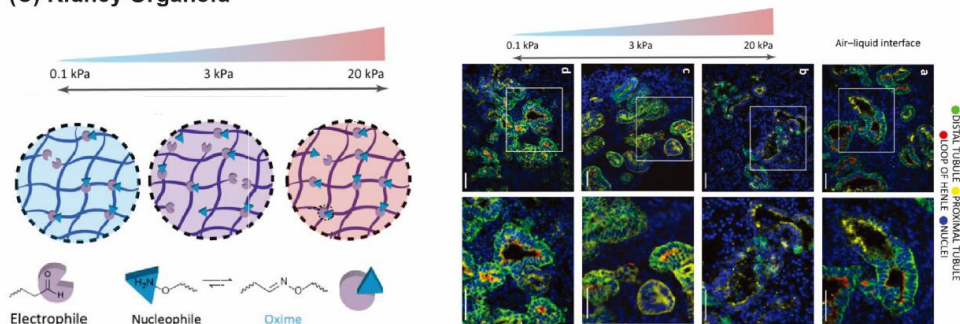 (C) Kidney Organoid
0.1 kPa 3 kPa 20 kPa
H₂N O
O
H
N O
Electrophile Nucleophile Oxime
0.1 kPa 3 kPa 20 kPa
Air–liquid interface
d c b a
DISTAL TUBULE PROXIMAL TUBULE
LOOP OF HENLE NUCLEI